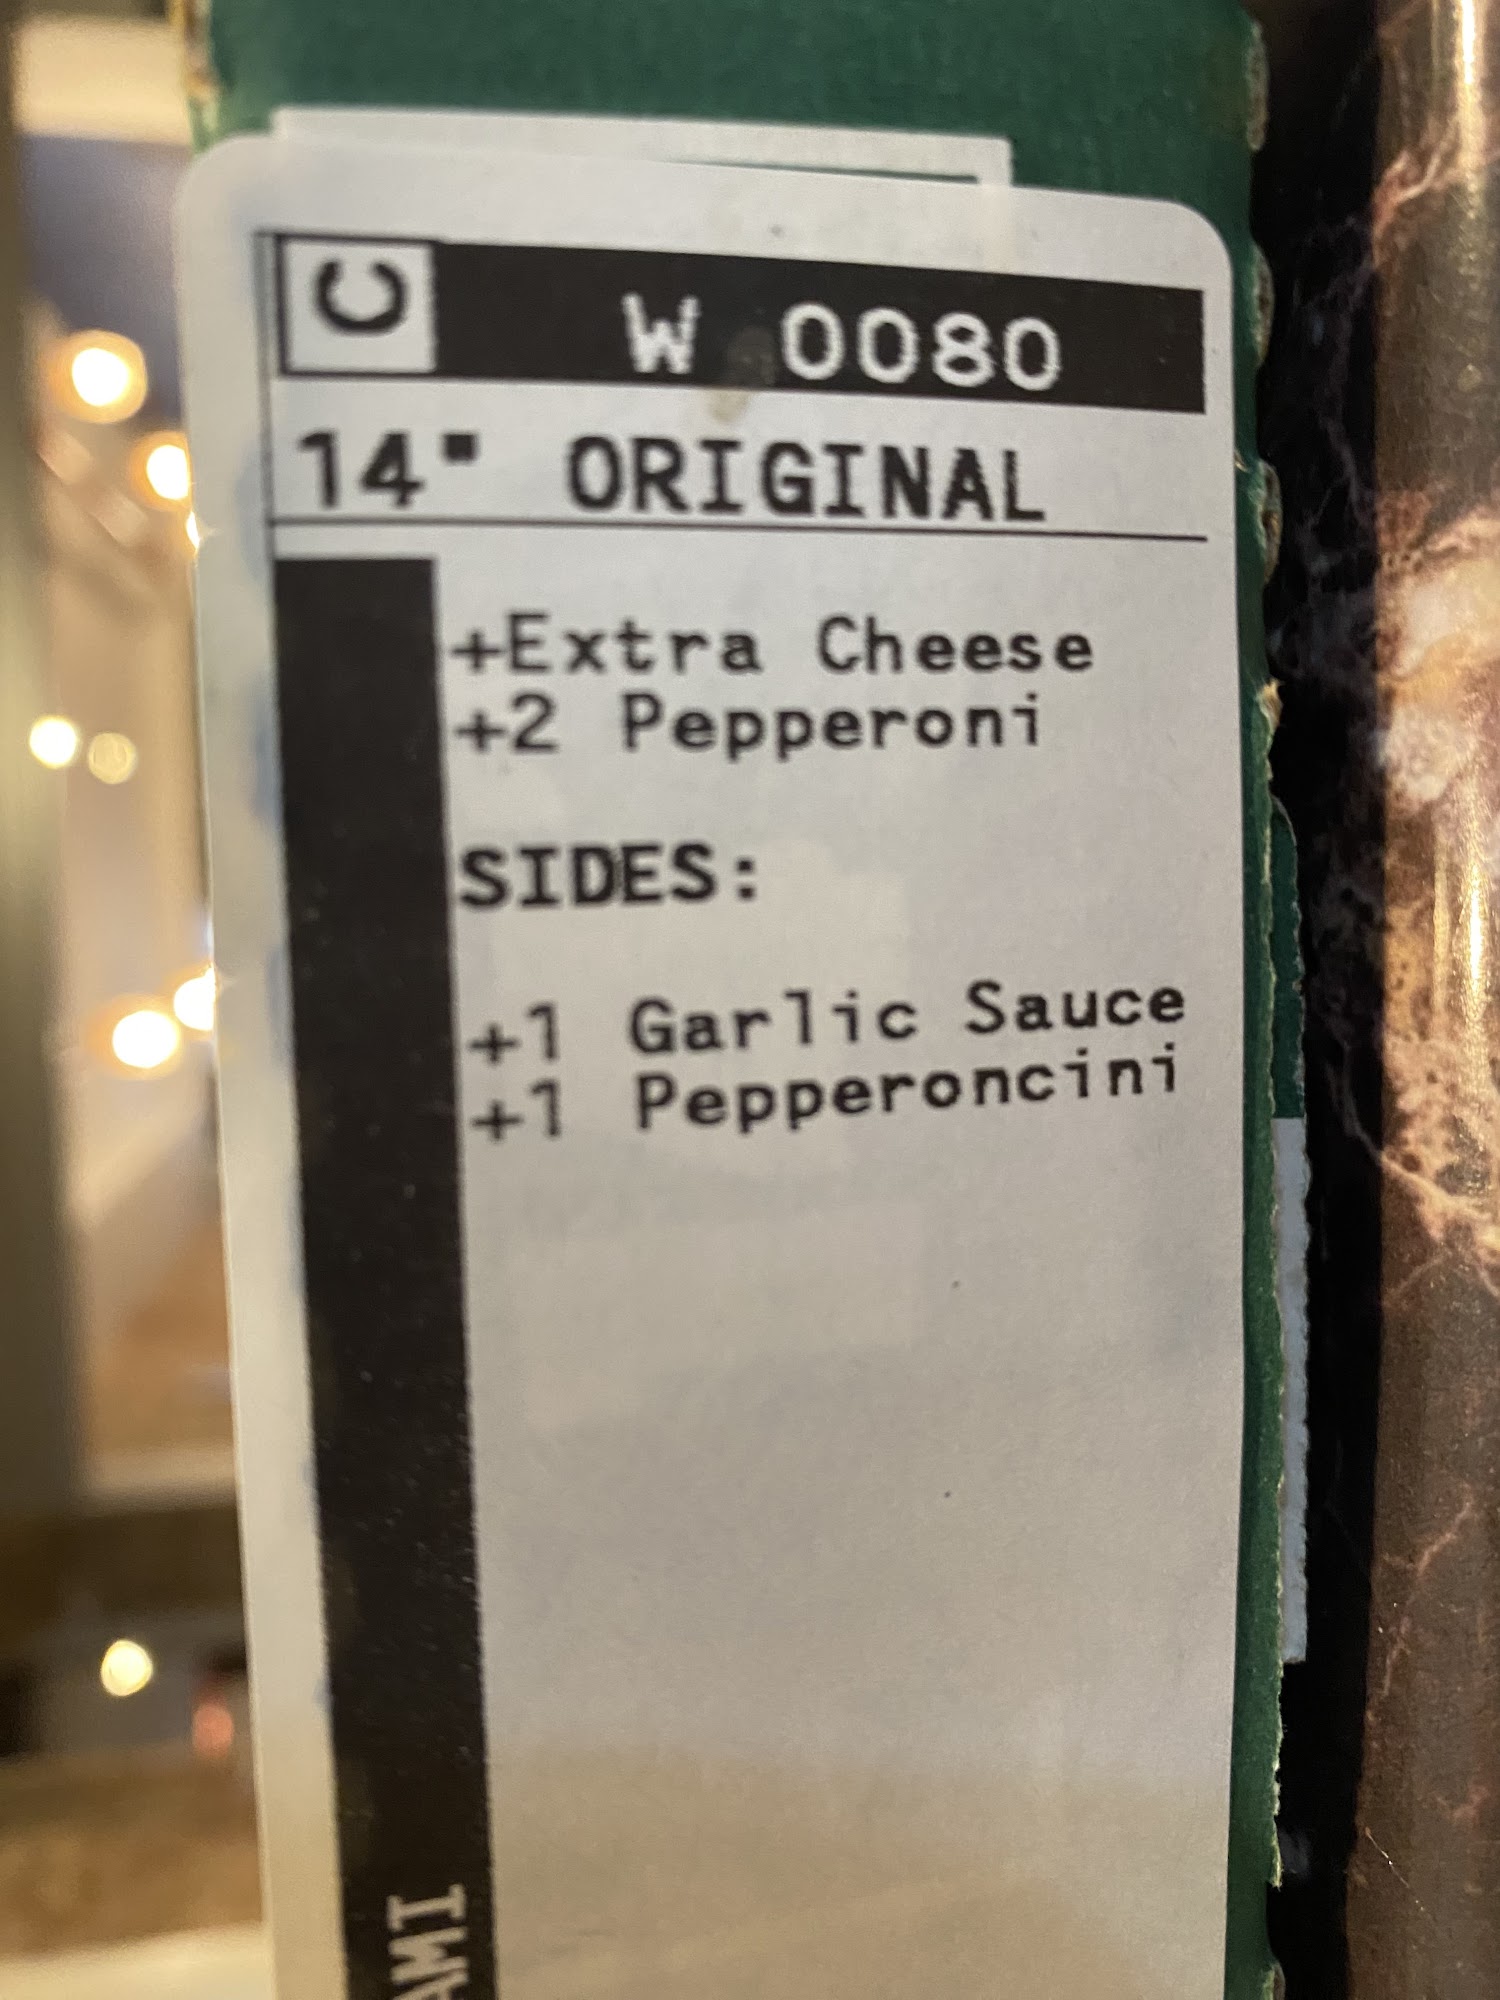 C W 0080
14" ORIGINAL
+Extra Cheese
+2 Pepperoni
SIDES:
+1 Garlic Sauce
+1 Pepperoncini